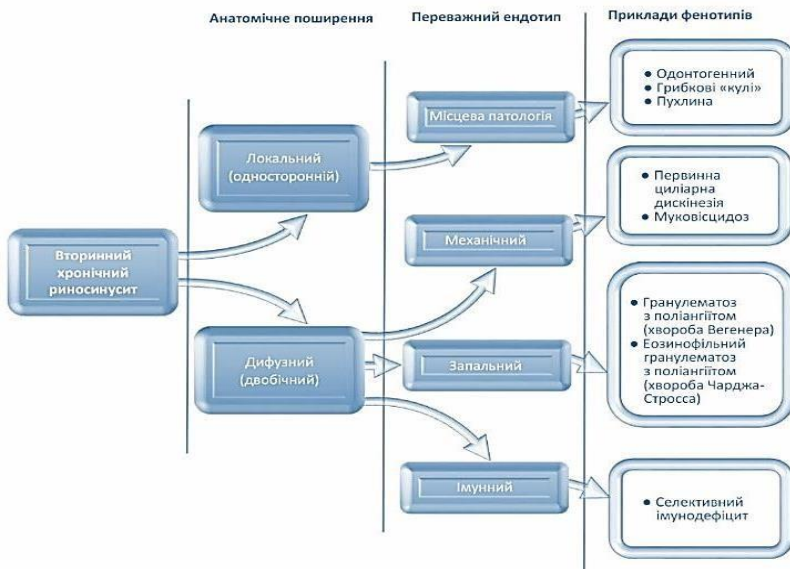 Анатомічне поширення
Переважний ендотип
Приклади фенотипів
Вторинний
хронічний
риносинусит
Локальний
(односторонній)
Дифузний
(двобічний)
Місцева патологія
Механічний
Запальний
Імунний
● Одонтогенний
● Грибкові «кулі»
● Пухлина
● Первинна
циліарна
дискінезія
● Муковісцидоз
● Гранулематоз
з поліангіїтом
(хвороба Вегенера)
● Еозинофільний
гранулематоз
з поліангіїтом
(хвороба Чарджа-
Стросса)
● Селективний
імунодефіцит